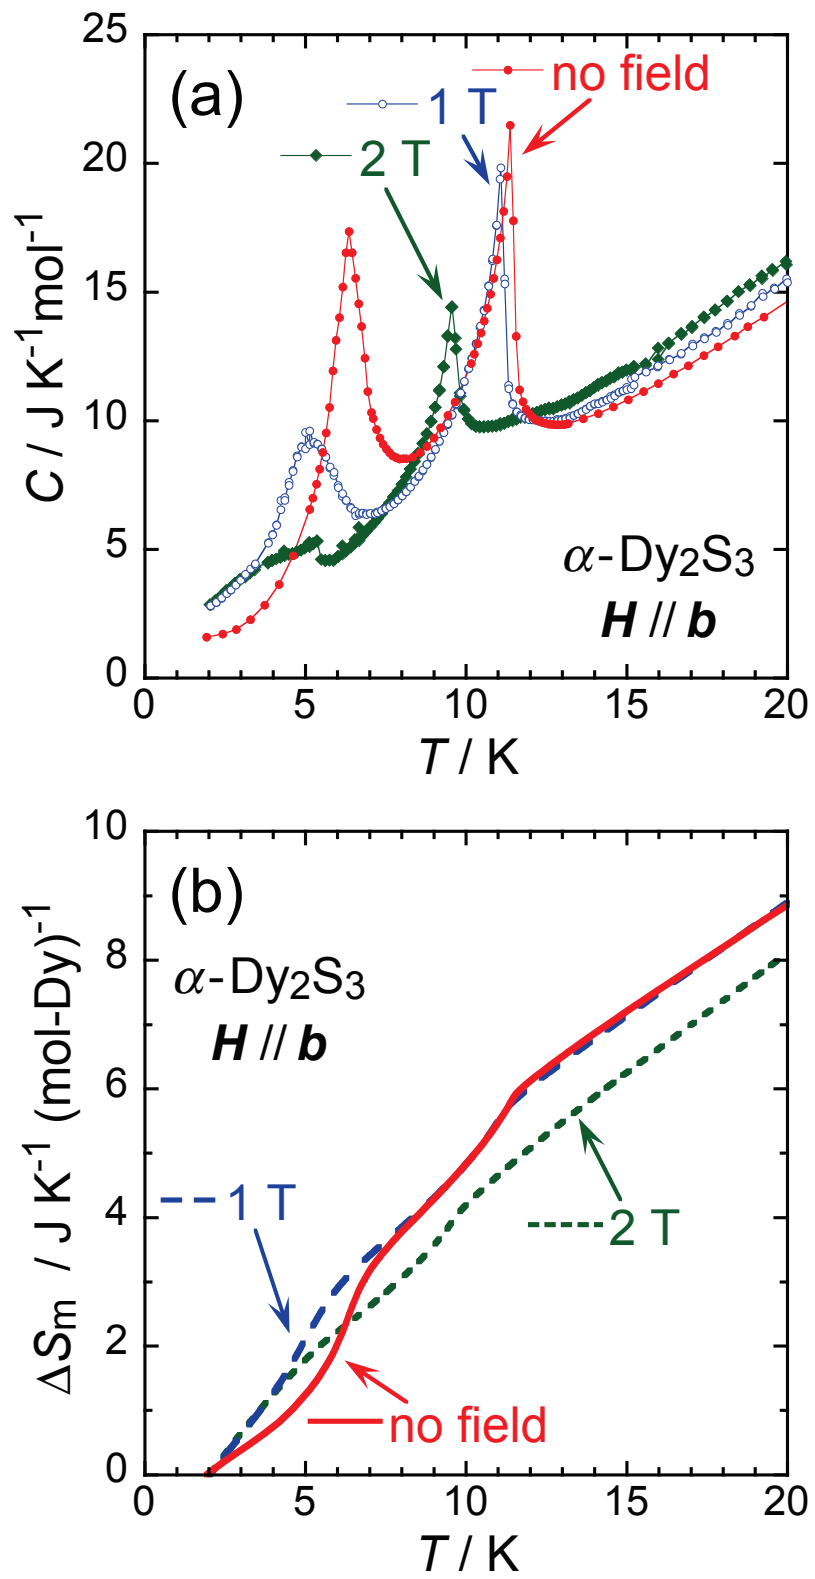 25
(a)
no field
1 T
2 T
20
15
10
5
0
C / J K⁻¹mol⁻¹
α-Dy₂S₃
H // b
0 5 10 15 20
T / K
10
(b)
α-Dy₂S₃
H // b
8
6
4
2
0
ΔSₘ / J K⁻¹ (mol-Dy)⁻¹
1 T
2 T
no field
0 5 10 15 20
T / K